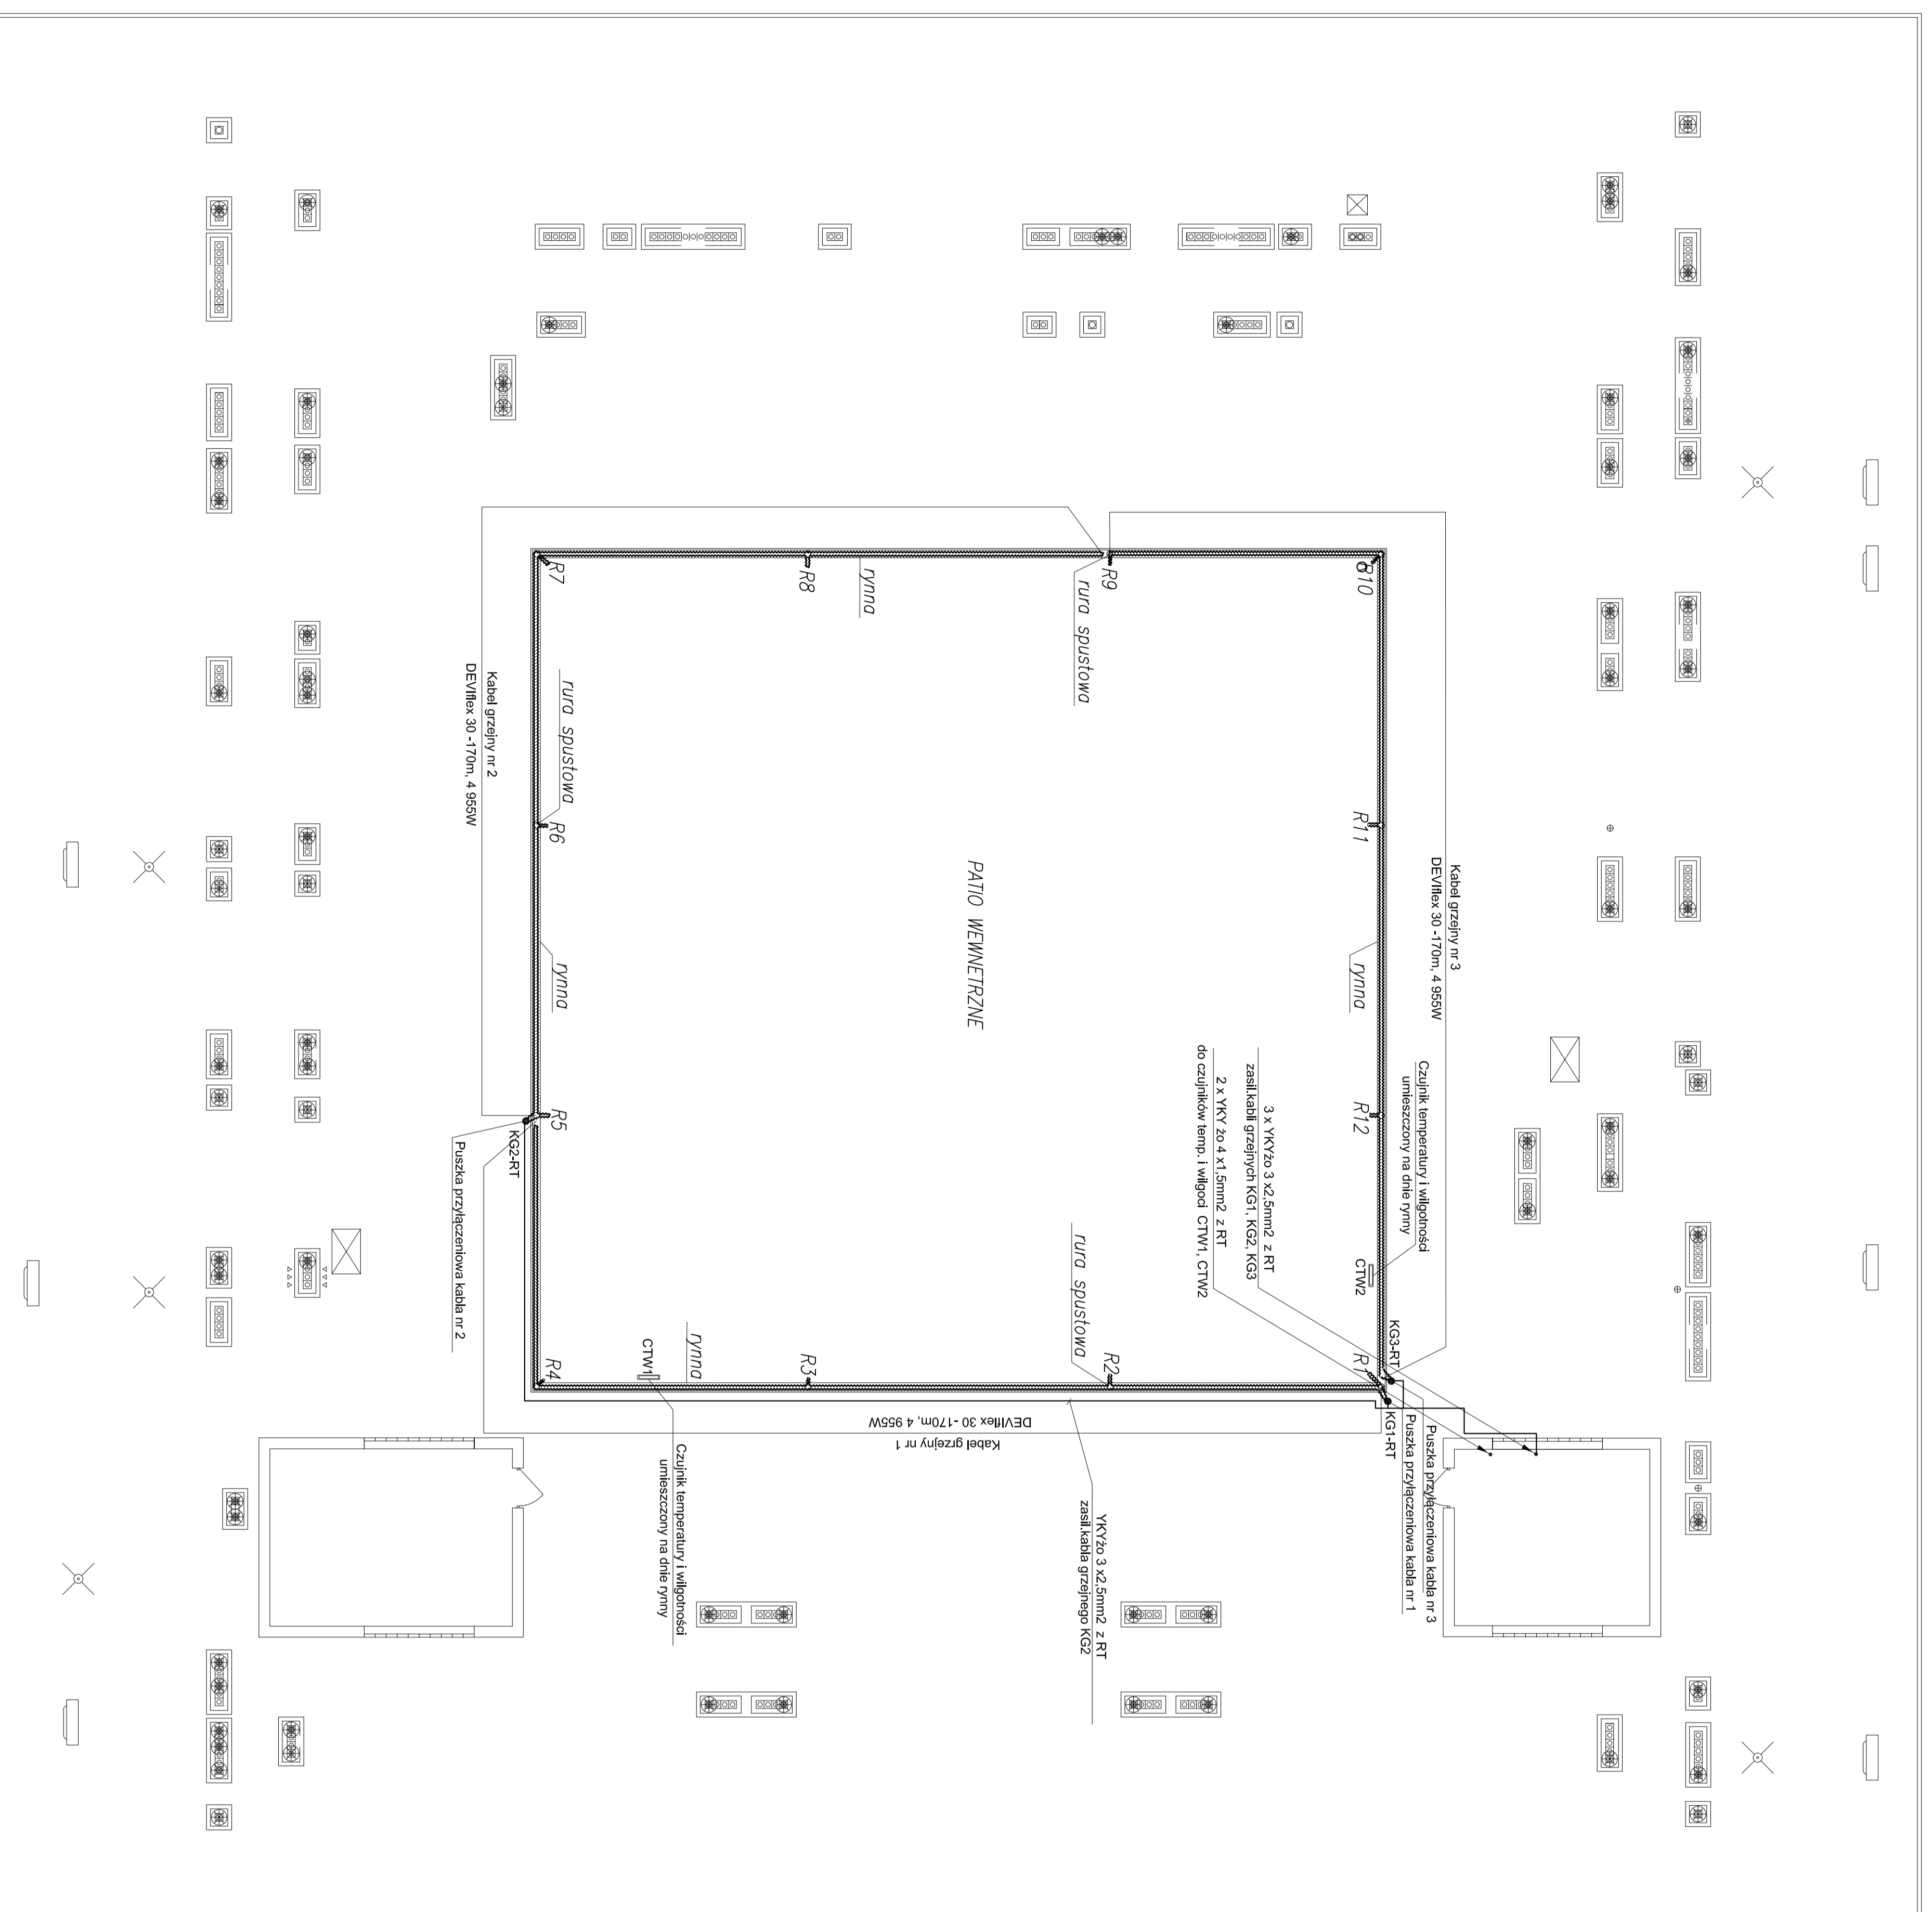 Kabel grzejny nr 3
DEVIflex 30 -170m, 4 955W
Czujnik temperatury i wilgotności
umieszczony na dnie rynny
3 x YKYżo 3 x2,5mm2 z RT
zasil.kabli grzejnych KG1, KG2, KG3
2 x YKY żo 4 x1,5mm2 z RT
do czujników temp. i wilgoci CTW1, CTW2
CTW2
KG3-RT
KG1-RT
Puszka przyłączeniowa kabla nr 3
Puszka przyłączeniowa kabla nr 1
R10
R11
rynna
R12
R1
R9
rura spustowa
PATIO WEWNETRZNE
rura spustowa
R2
YKYżo 3 x2,5mm2 z RT
zasil.kabla grzejnego KG2
Kabel grzejny nr 1
DEVIflex 30 -170m, 4 955W
rynna
R8
R3
rynna
CTW1
Czujnik temperatury i wilgotności
umieszczony na dnie rynny
R7
rura spustowa
R6
rynna
R5
R4
KG2-RT
Kabel grzejny nr 2
DEVIflex 30 -170m, 4 955W
Puszka przyłączeniowa kabla nr 2